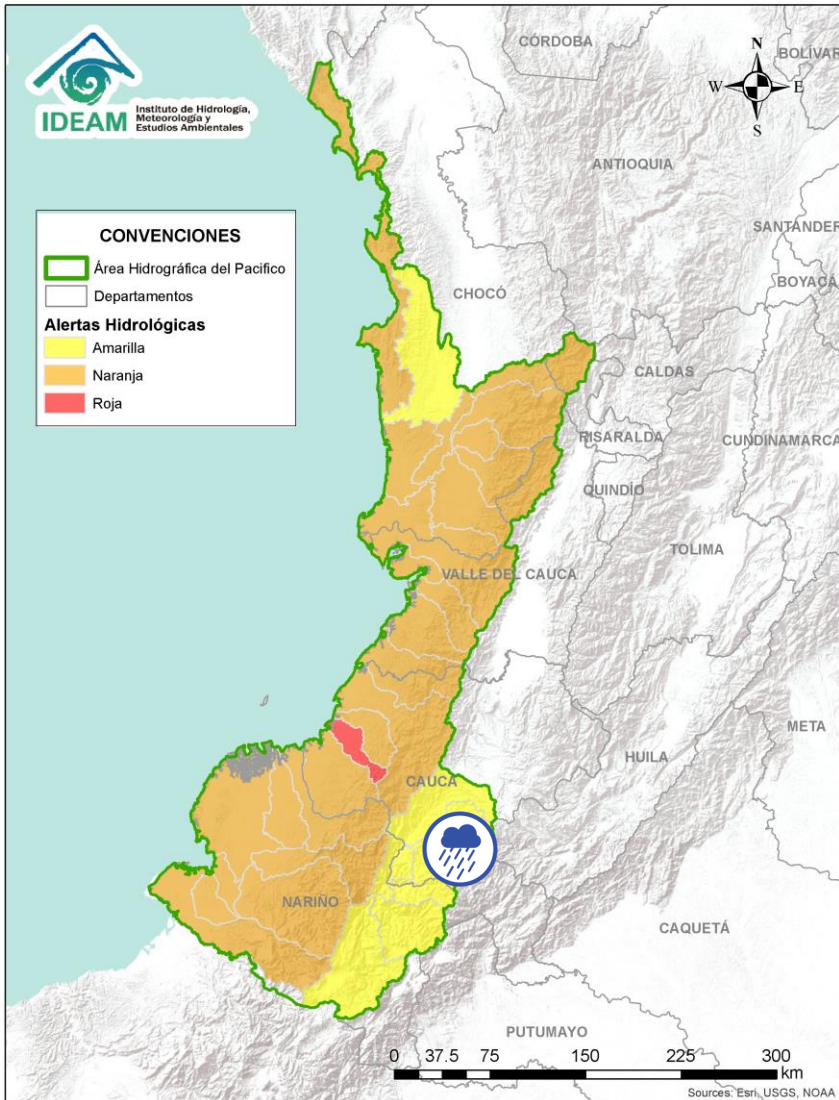 IDEAM
Instituto de Hidrología,
Meteorología y
Estudios Ambientales
N
W E
S
CÓRDOBA
BOLÍVAR
ANTIOQUIA
SANTANDER
BOYACÁ
CHOCÓ
CONVENCIONES
Área Hidrográfica del Pacifico
Departamentos
Alertas Hidrológicas
Amarilla
Naranja
Roja
CALDAS
RISARALDA
CUNDINAMARCA
QUINDÍO
TOLIMA
VALLE DEL CAUCA
META
HUILA
CAUCA
NARIÑO
CAQUETÁ
PUTUMAYO
0 37.5 75 150 225 300
km
Sources: Esri, USGS, NOAA